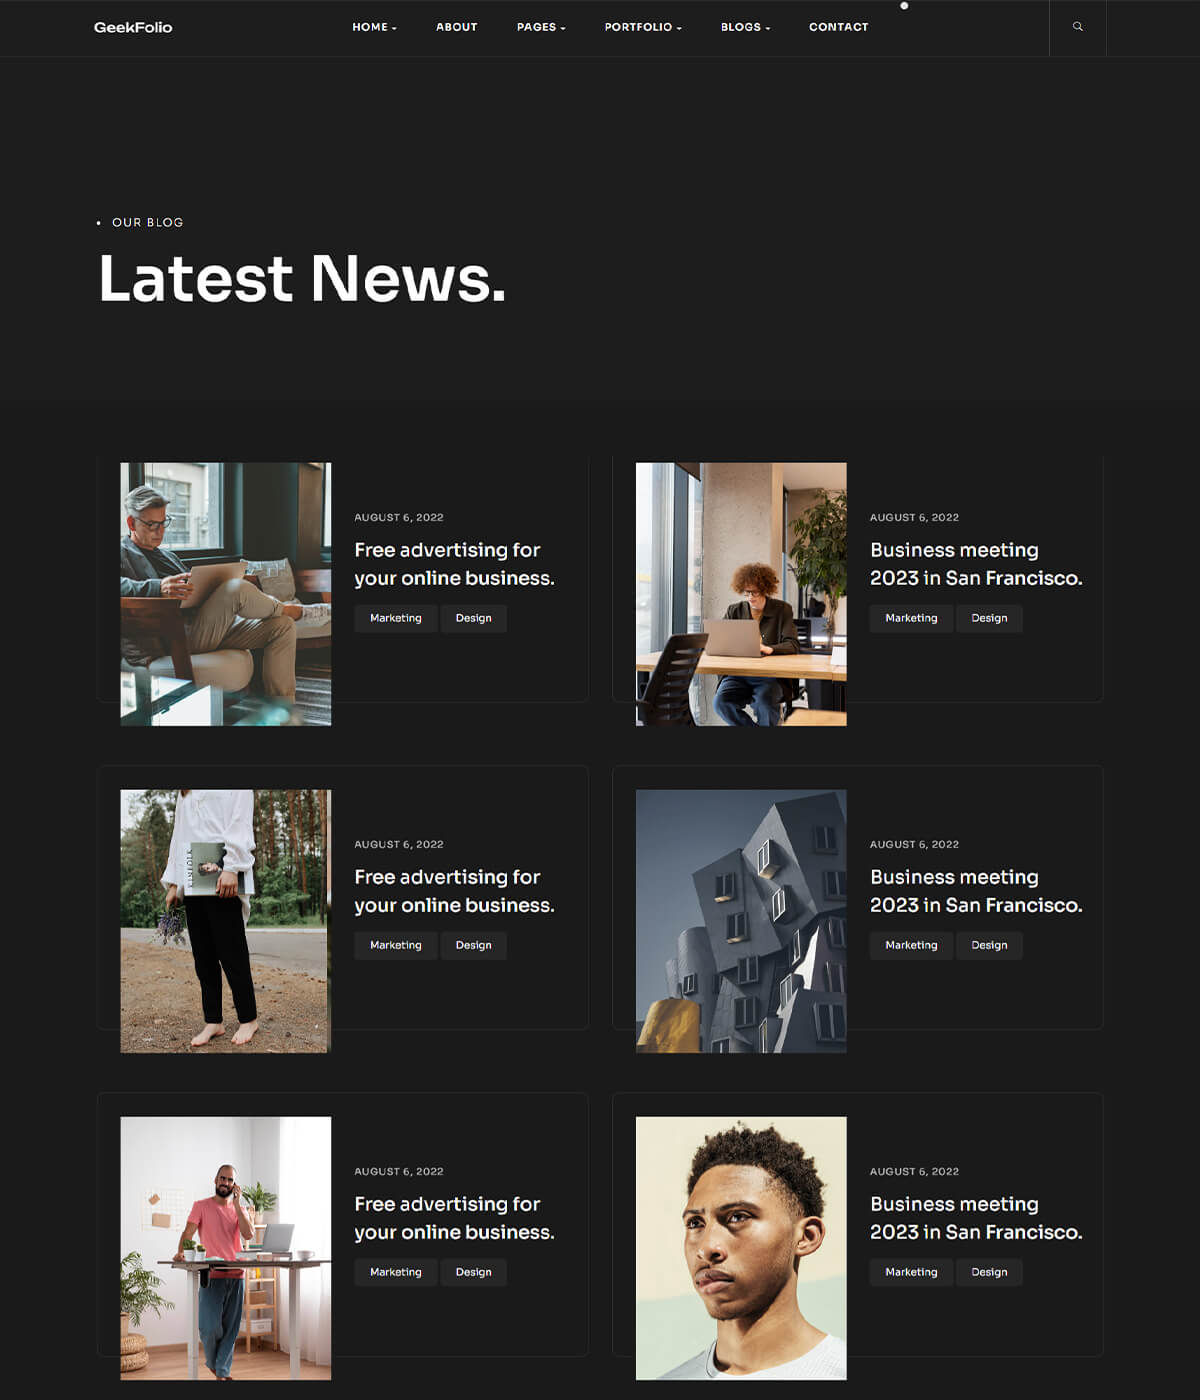 GeekFolio
HOME
ABOUT
PAGES
PORTFOLIO
BLOGS
CONTACT
OUR BLOG
Latest News.
AUGUST 6, 2022
Free advertising for
your online business.
Marketing Design
AUGUST 6, 2022
Business meeting
2023 in San Francisco.
Marketing Design
KINFOLK
AUGUST 6, 2022
Free advertising for
your online business.
Marketing Design
AUGUST 6, 2022
Business meeting
2023 in San Francisco.
Marketing Design
AUGUST 6, 2022
Free advertising for
your online business.
Marketing Design
AUGUST 6, 2022
Business meeting
2023 in San Francisco.
Marketing Design